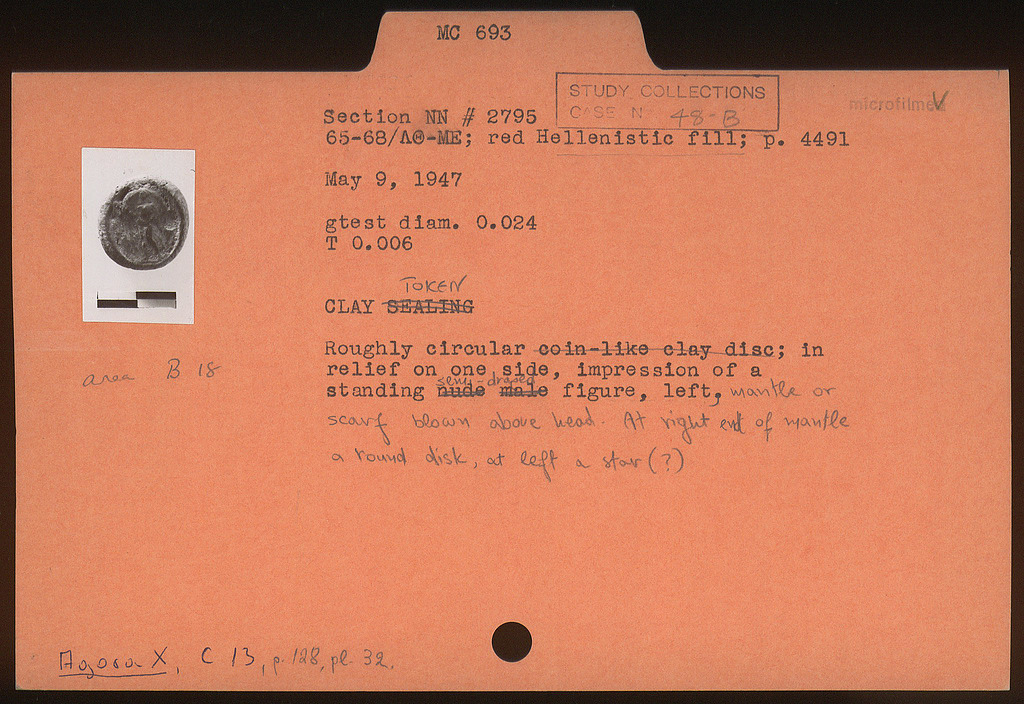 MC 693
STUDY COLLECTIONS
CASE No 48-B
microfilmed V
Section NN # 2795
65-68/ΛΘ-ΜΕ; red Hellenistic fill; p. 4491
May 9, 1947
gtest diam. 0.024
T 0.006
TOKEN
CLAY SEALING
Roughly circular coin-like clay disc; in
relief on one side, impression of a
semi-draped
standing nude male figure, left, mantle or
scarf blown above head. At right end of mantle
a round disk, at left a star (?)
area B 18
Agora X, C 13, p. 128, pl. 32.